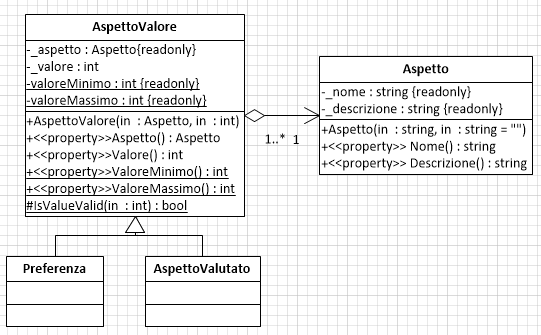 AspettoValore
-_aspetto : Aspetto{readonly}
-_valore : int
-valoreMinimo : int {readonly}
-valoreMassimo : int {readonly}
+AspettoValore(in  : Aspetto, in  : int)
+<<property>>Aspetto() : Aspetto
+<<property>>Valore() : int
+<<property>>ValoreMinimo() : int
+<<property>>ValoreMassimo() : int
#IsValueValid(in  : int) : bool
1..*  1
Aspetto
-_nome : string {readonly}
-_descrizione : string {readonly}
+Aspetto(in  : string, in  : string = "")
+<<property>> Nome() : string
+<<property>> Descrizione() : string
Preferenza
AspettoValutato